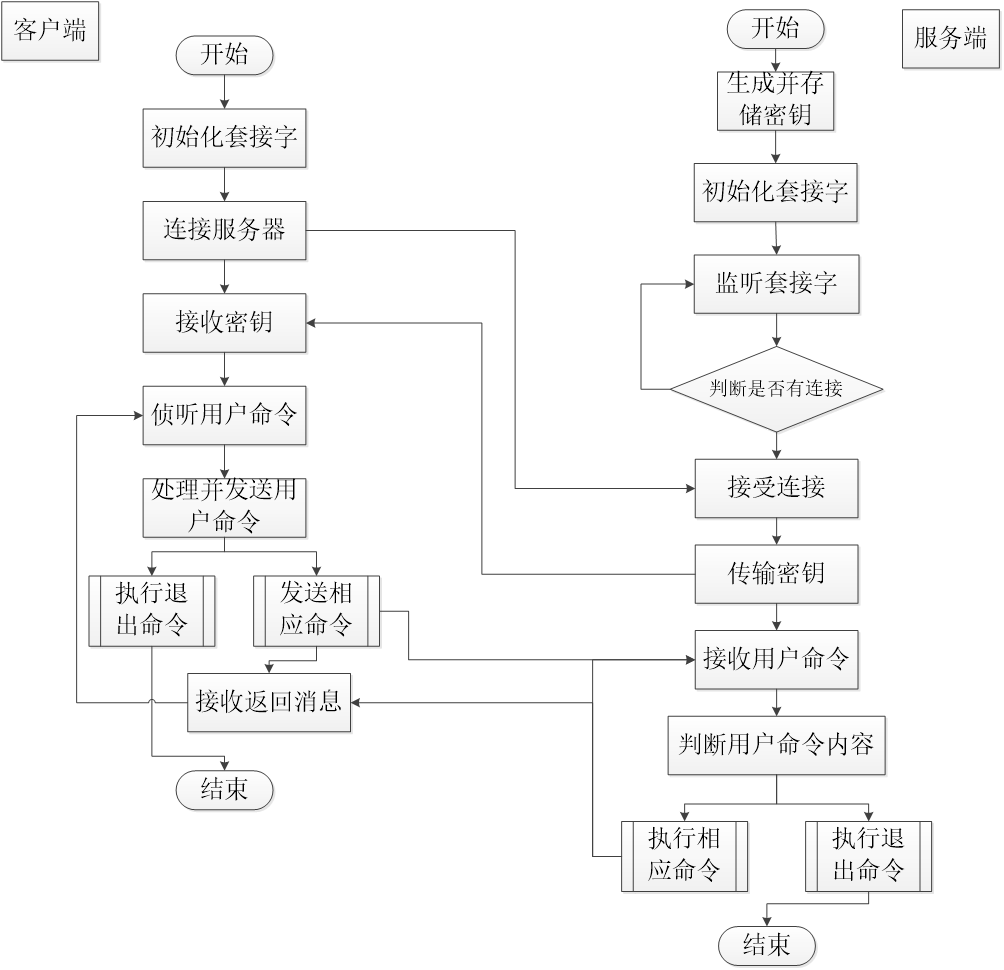 客户端
开始
初始化套接字
连接服务器
接收密钥
侦听用户命令
处理并发送用
户命令
执行退
出命令
发送相
应命令
接收返回消息
结束
服务端
开始
生成并存
储密钥
初始化套接字
监听套接字
判断是否有连接
接受连接
传输密钥
接收用户命令
判断用户命令内容
执行相
应命令
执行退
出命令
结束